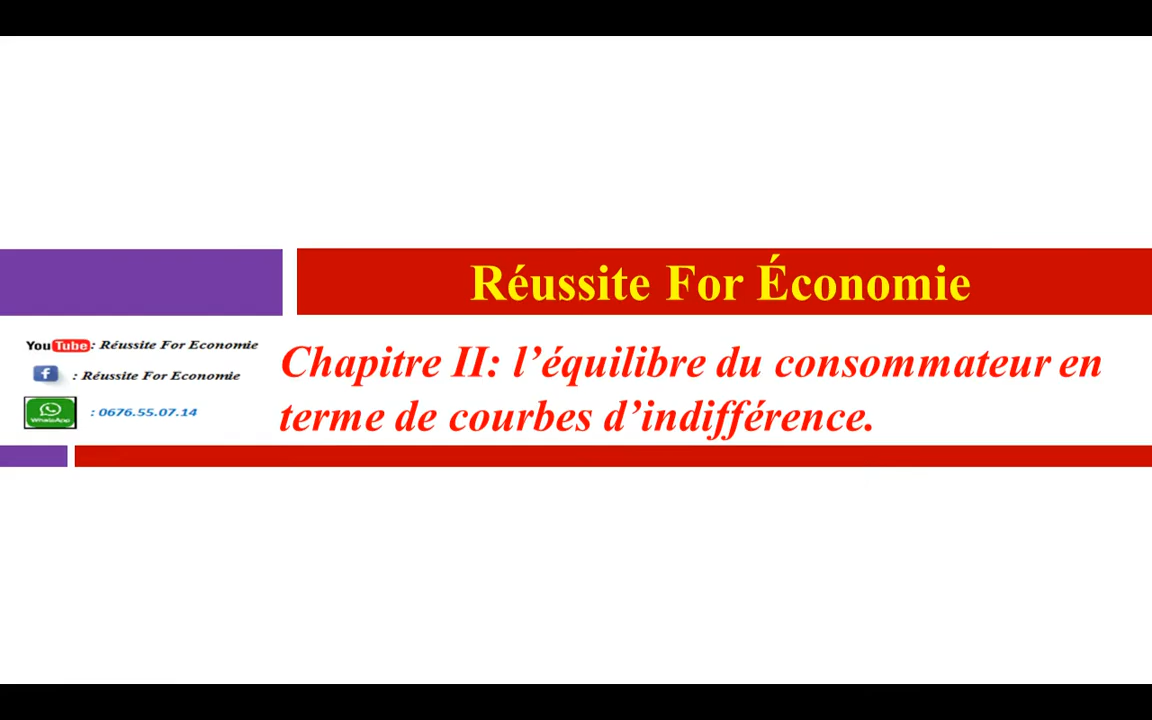 Réussite For Économie
YouTube : Réussite For Economie
f : Réussite For Economie
WhatsApp : 0676.55.07.14
Chapitre II: l’équilibre du consommateur en
terme de courbes d’indifférence.